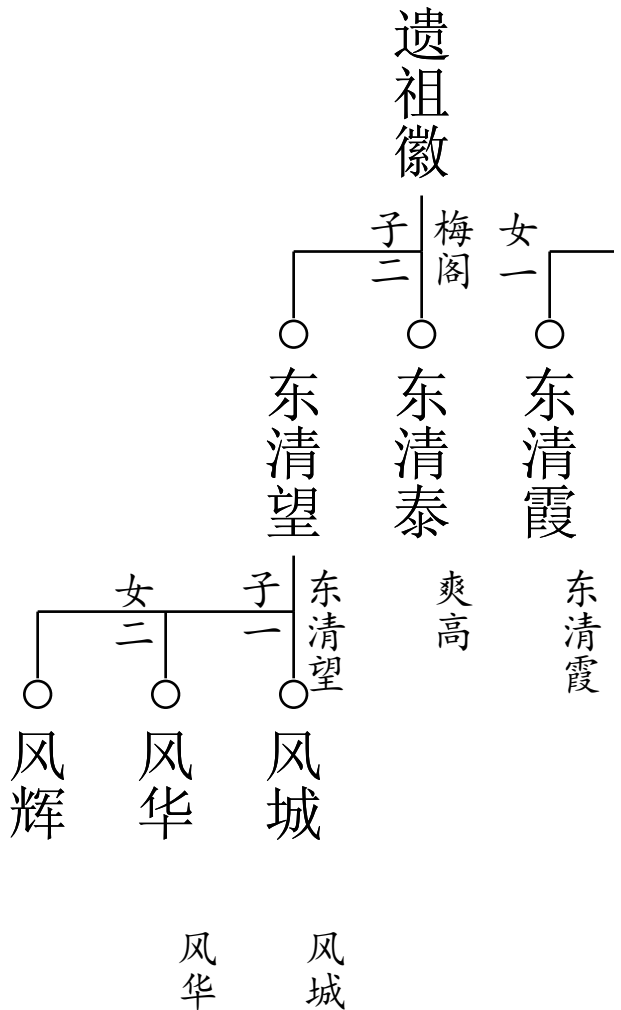 遗祖徽
子二
梅阁
女一
东清望
东清泰
东清霞
女二
子一
东清望
爽高
东清霞
风辉
风华
风城
风华
风城